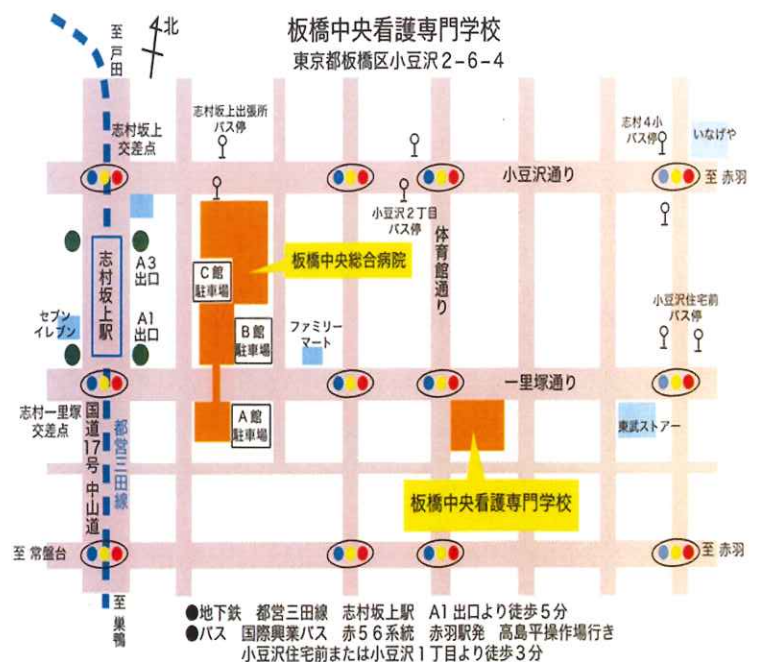 板橋中央看護専門学校
東京都板橋区小豆沢2-6-4
北
至戸田
志村坂上
交差点
志村坂上出張所
バス停
志村4小
バス停
いなげや
小豆沢通り
至 赤羽
小豆沢2丁目
バス停
体育館通り
板橋中央総合病院
志村坂上駅
A3
出口
A1
出口
セブン
イレブン
C館
駐車場
B館
駐車場
ファミリー
マート
小豆沢住宅前
バス停
一里塚通り
志村一里塚
交差点
国道17号 中山道
都営三田線
A館
駐車場
東武ストアー
板橋中央看護専門学校
至 常盤台
至 赤羽
至巣鴨
●地下鉄 都営三田線 志村坂上駅 A1出口より徒歩5分
●バス 国際興業バス 赤56系統 赤羽駅発 高島平操作場行き
小豆沢住宅前または小豆沢1丁目より徒歩3分